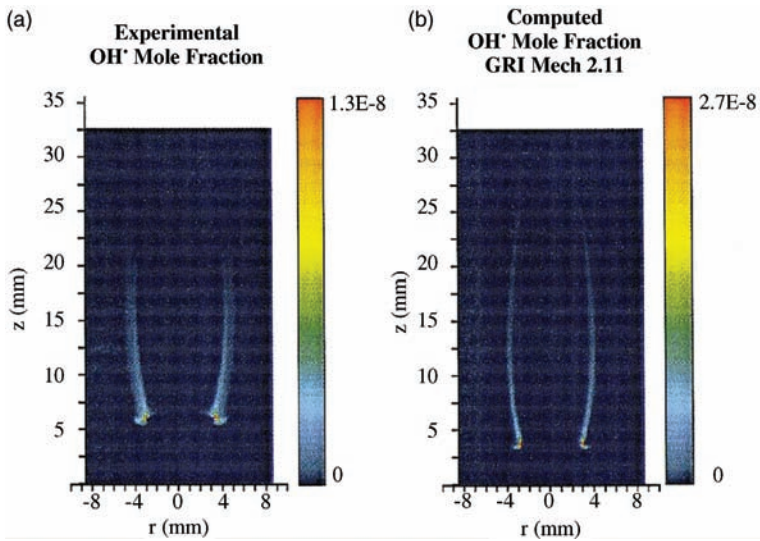 (a)
Experimental
OH• Mole Fraction
35
30
25
20
15
10
5
z (mm)
-8 -4 0 4 8
r (mm)
1.3E-8
0
(b)
Computed
OH• Mole Fraction
GRI Mech 2.11
35
30
25
20
15
10
5
z (mm)
-8 -4 0 4 8
r (mm)
2.7E-8
0